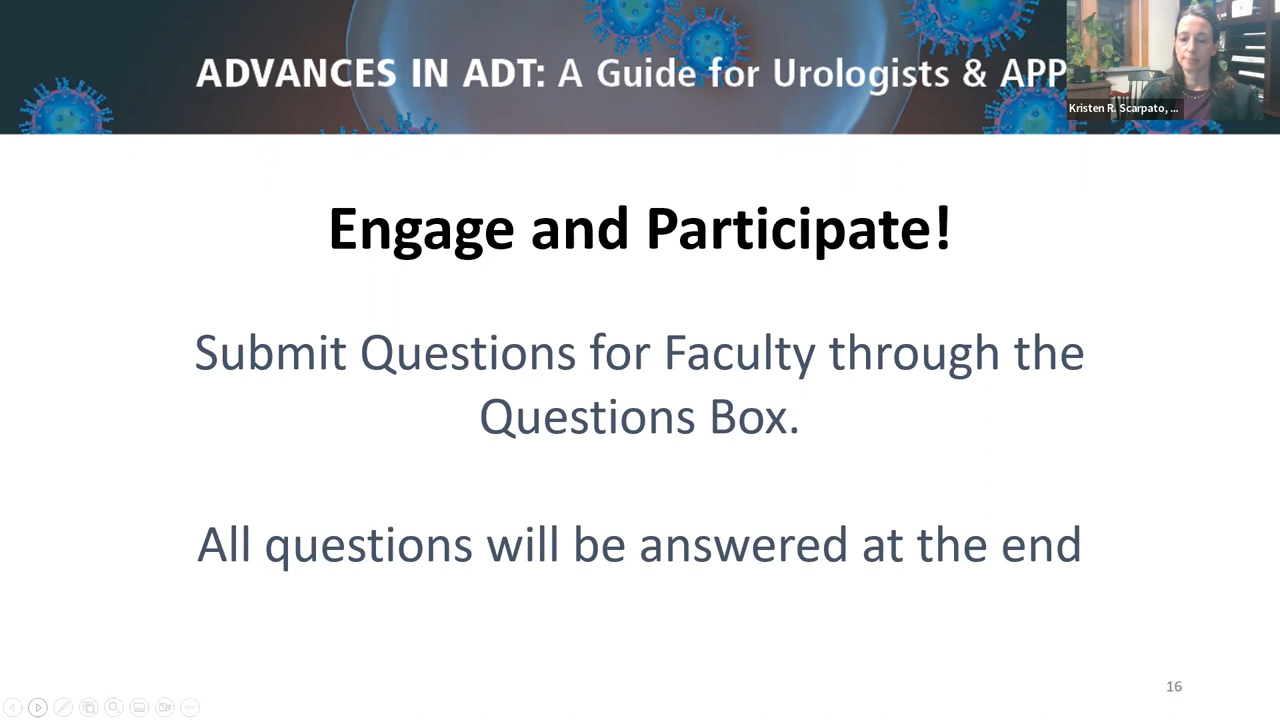 ADVANCES IN ADT: A Guide for Urologists & APP
Kristen R. Scarpato, ...
Engage and Participate!
Submit Questions for Faculty through the
Questions Box.
All questions will be answered at the end
16